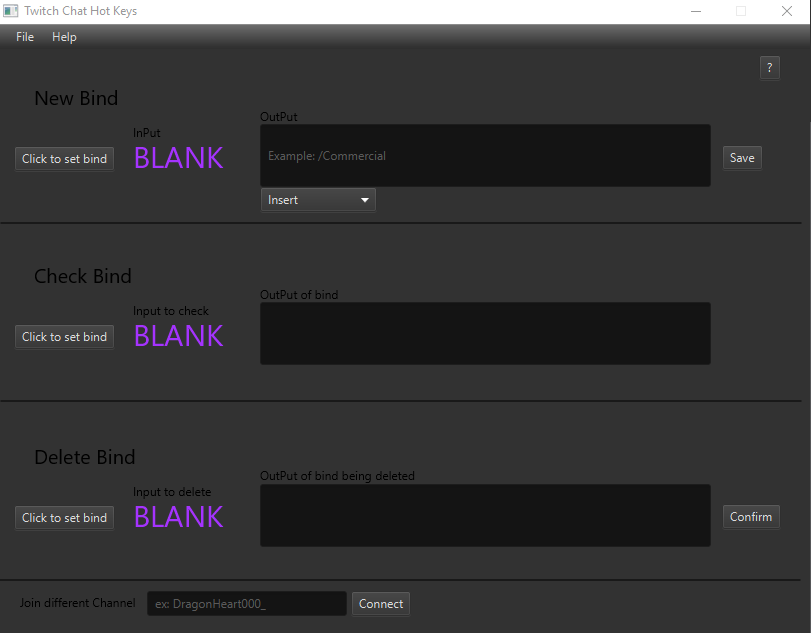 Twitch Chat Hot Keys
File Help
?
New Bind
OutPut
InPut
Click to set bind BLANK Example: /Commercial Save
Insert
Check Bind
OutPut of bind
Input to check
Click to set bind BLANK
Delete Bind
OutPut of bind being deleted
Input to delete
Click to set bind BLANK Confirm
Join different Channel ex: DragonHeart000_ Connect